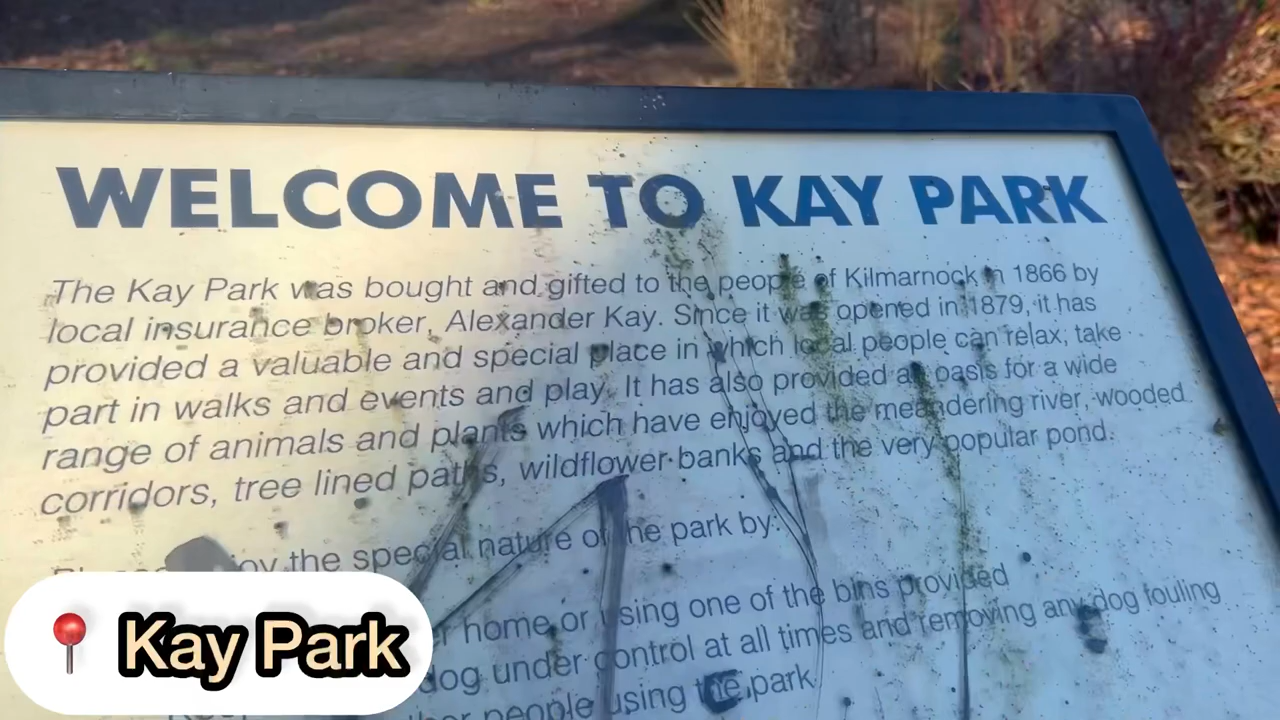 WELCOME TO KAY PARK
The Kay Park was bought and gifted to the people of Kilmarnock in 1866 by
local insurance broker, Alexander Kay. Since it was opened in 1879, it has
provided a valuable and special place in which local people can relax, take
part in walks and events and play. It has also provided an oasis for a wide
range of animals and plants which have enjoyed the meandering river, wooded
corridors, tree lined paths, wildflower banks and the very popular pond.
the special nature of the park by:
home or using one of the bins provided
dog under control at all times and removing any dog fouling
people using the park
Kay Park